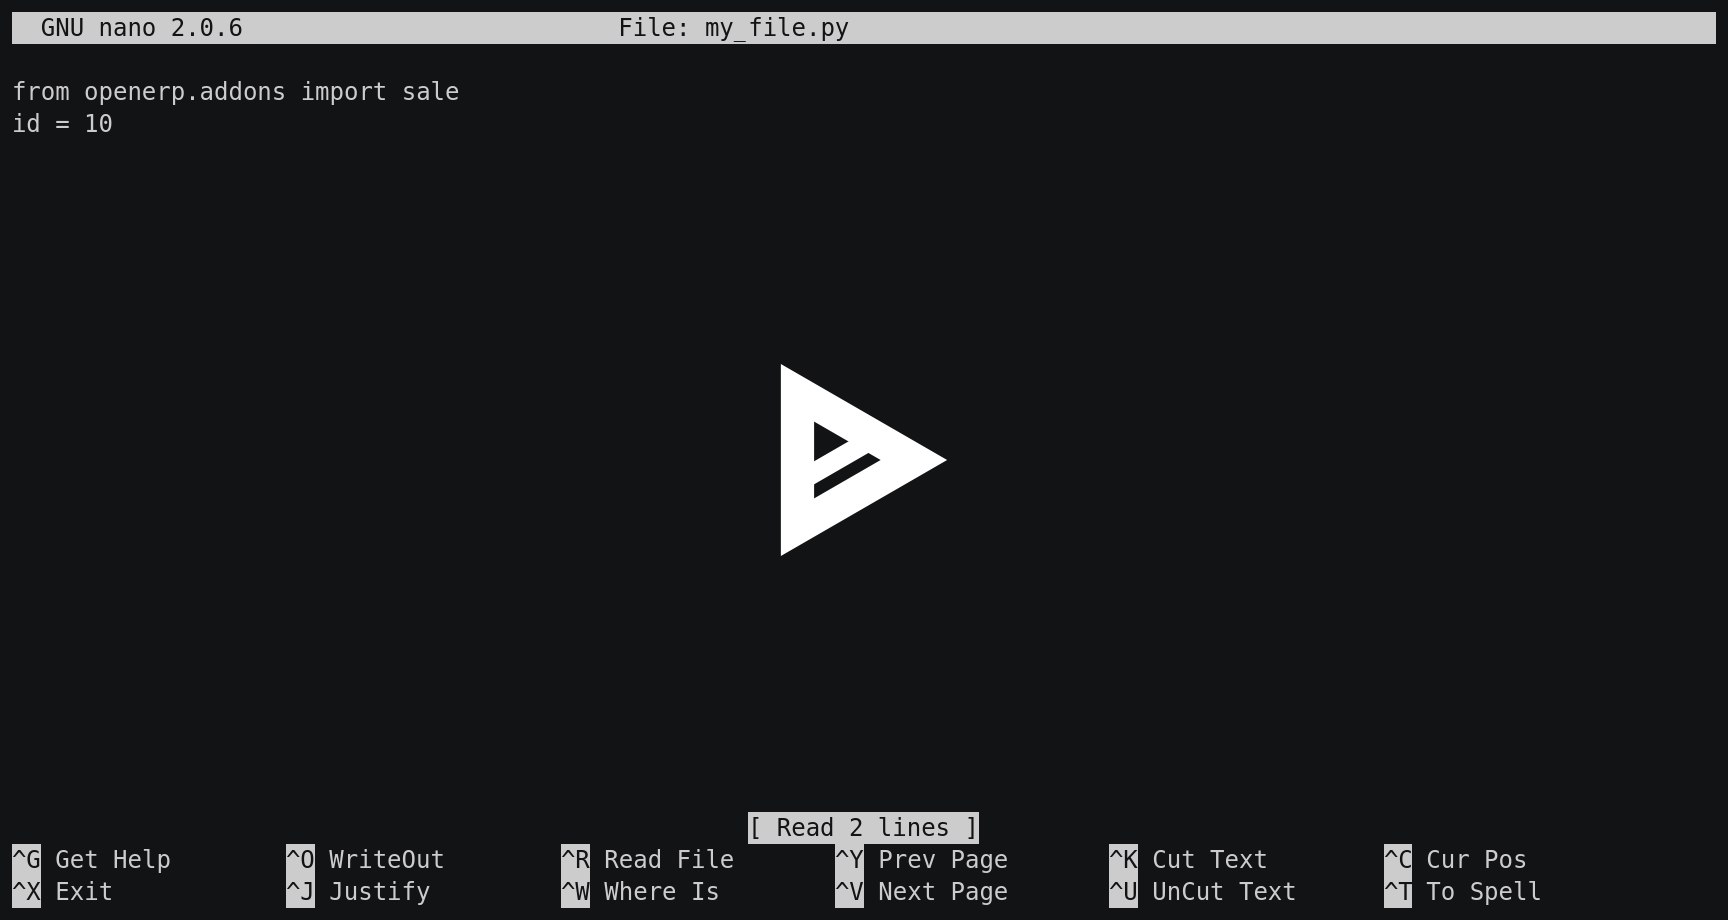 GNU nano 2.0.6 File: my_file.py
from openerp.addons import sale
id = 10
[ Read 2 lines ]
^G Get Help ^O WriteOut ^R Read File ^Y Prev Page ^K Cut Text ^C Cur Pos
^X Exit ^J Justify ^W Where Is ^V Next Page ^U UnCut Text ^T To Spell